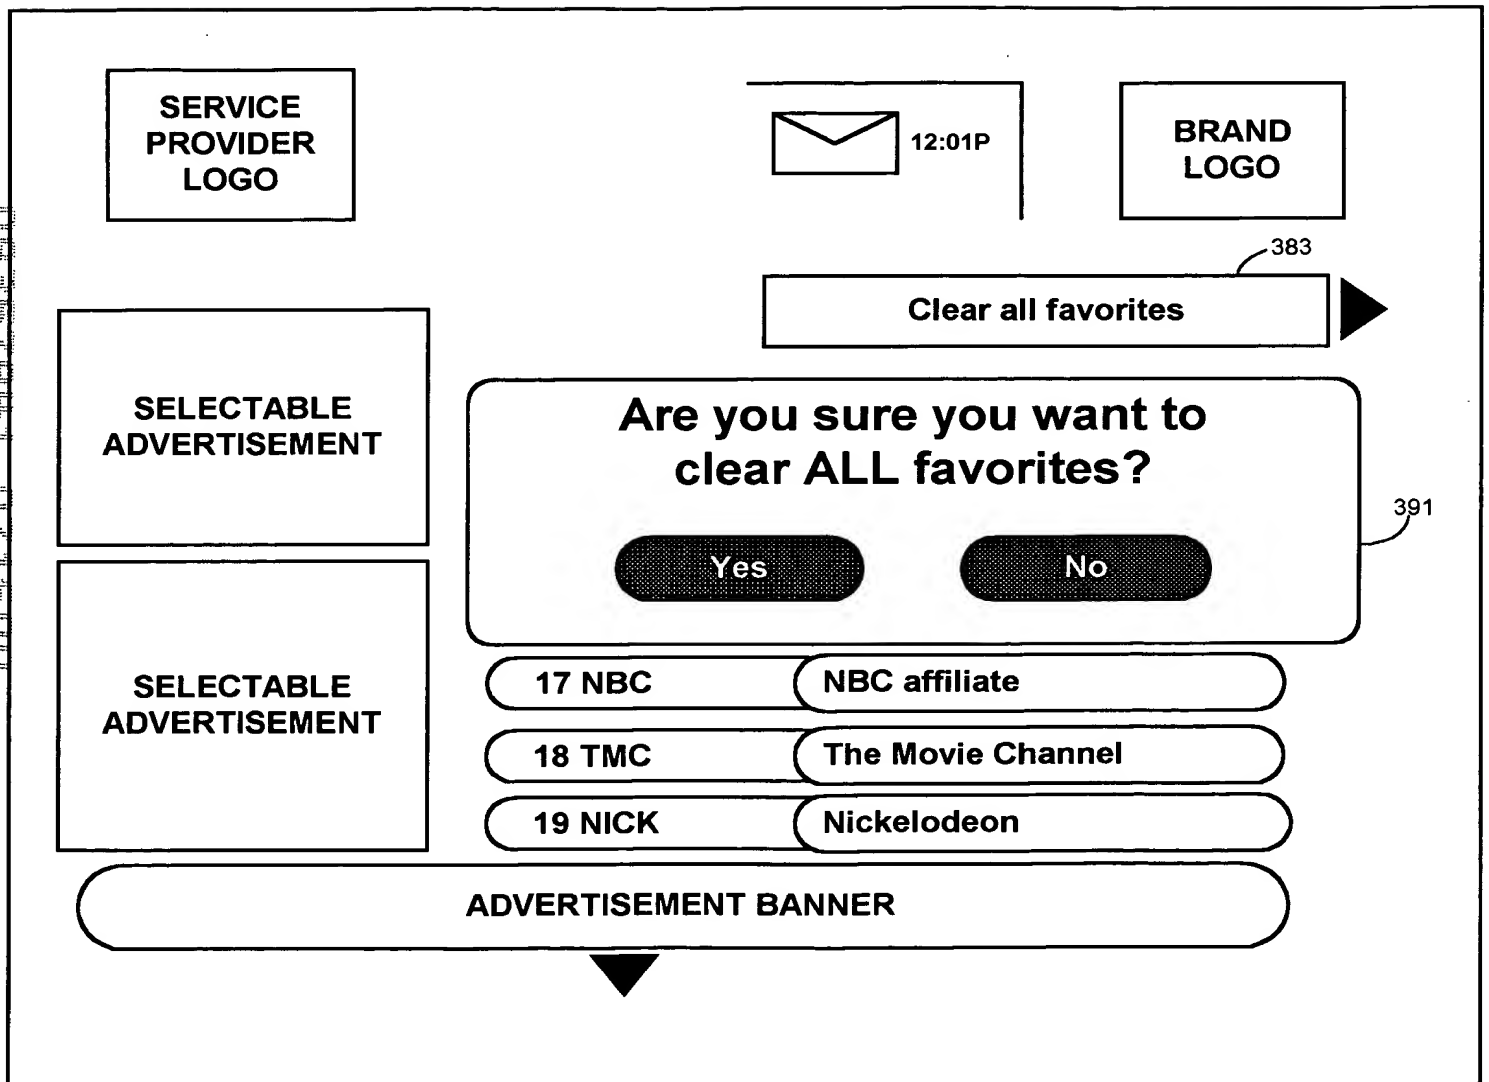 SERVICE
PROVIDER
LOGO
12:01P
BRAND
LOGO
383
Clear all favorites
SELECTABLE
ADVERTISEMENT
Are you sure you want to
clear ALL favorites?
391
Yes No
SELECTABLE
ADVERTISEMENT
17 NBC NBC affiliate
18 TMC The Movie Channel
19 NICK Nickelodeon
ADVERTISEMENT BANNER